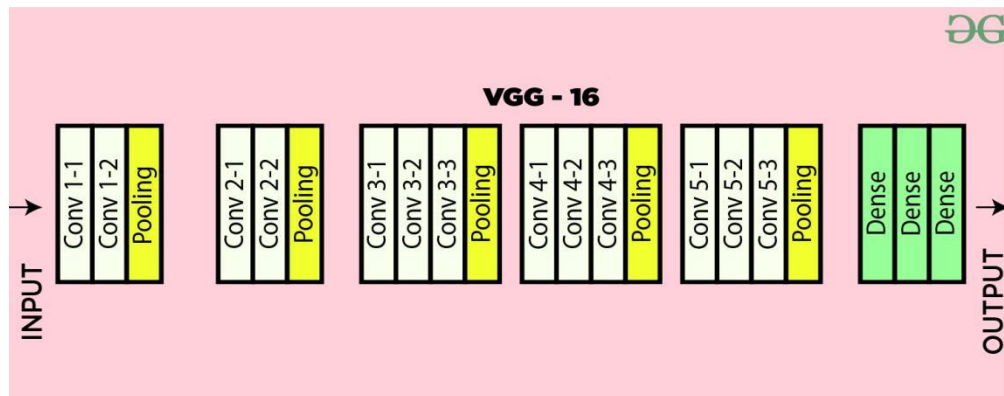 VGG - 16
INPUT
Conv 1-1
Conv 1-2
Pooling
Conv 2-1
Conv 2-2
Pooling
Conv 3-1
Conv 3-2
Conv 3-3
Pooling
Conv 4-1
Conv 4-2
Conv 4-3
Pooling
Conv 5-1
Conv 5-2
Conv 5-3
Pooling
Dense
Dense
Dense
OUTPUT